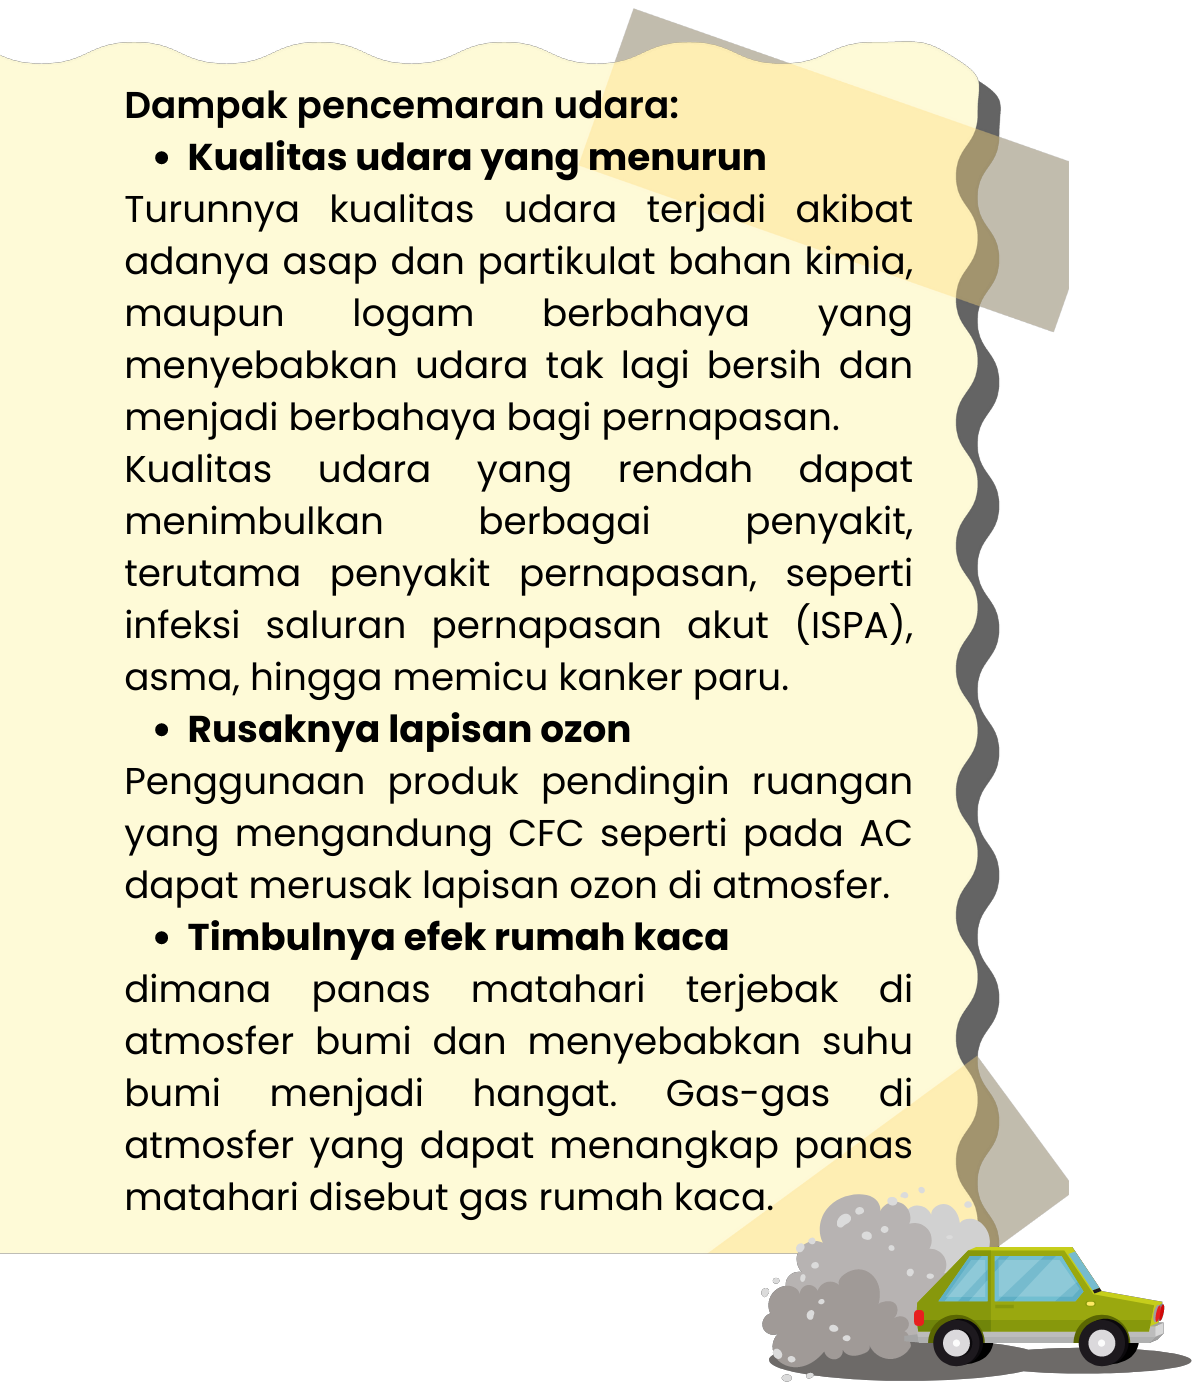 Dampak pencemaran udara:
• Kualitas udara yang menurun
Turunnya kualitas udara terjadi akibat
adanya asap dan partikulat bahan kimia,
maupun logam berbahaya yang
menyebabkan udara tak lagi bersih dan
menjadi berbahaya bagi pernapasan.
Kualitas udara yang rendah dapat
menimbulkan berbagai penyakit,
terutama penyakit pernapasan, seperti
infeksi saluran pernapasan akut (ISPA),
asma, hingga memicu kanker paru.
• Rusaknya lapisan ozon
Penggunaan produk pendingin ruangan
yang mengandung CFC seperti pada AC
dapat merusak lapisan ozon di atmosfer.
• Timbulnya efek rumah kaca
dimana panas matahari terjebak di
atmosfer bumi dan menyebabkan suhu
bumi menjadi hangat. Gas-gas di
atmosfer yang dapat menangkap panas
matahari disebut gas rumah kaca.